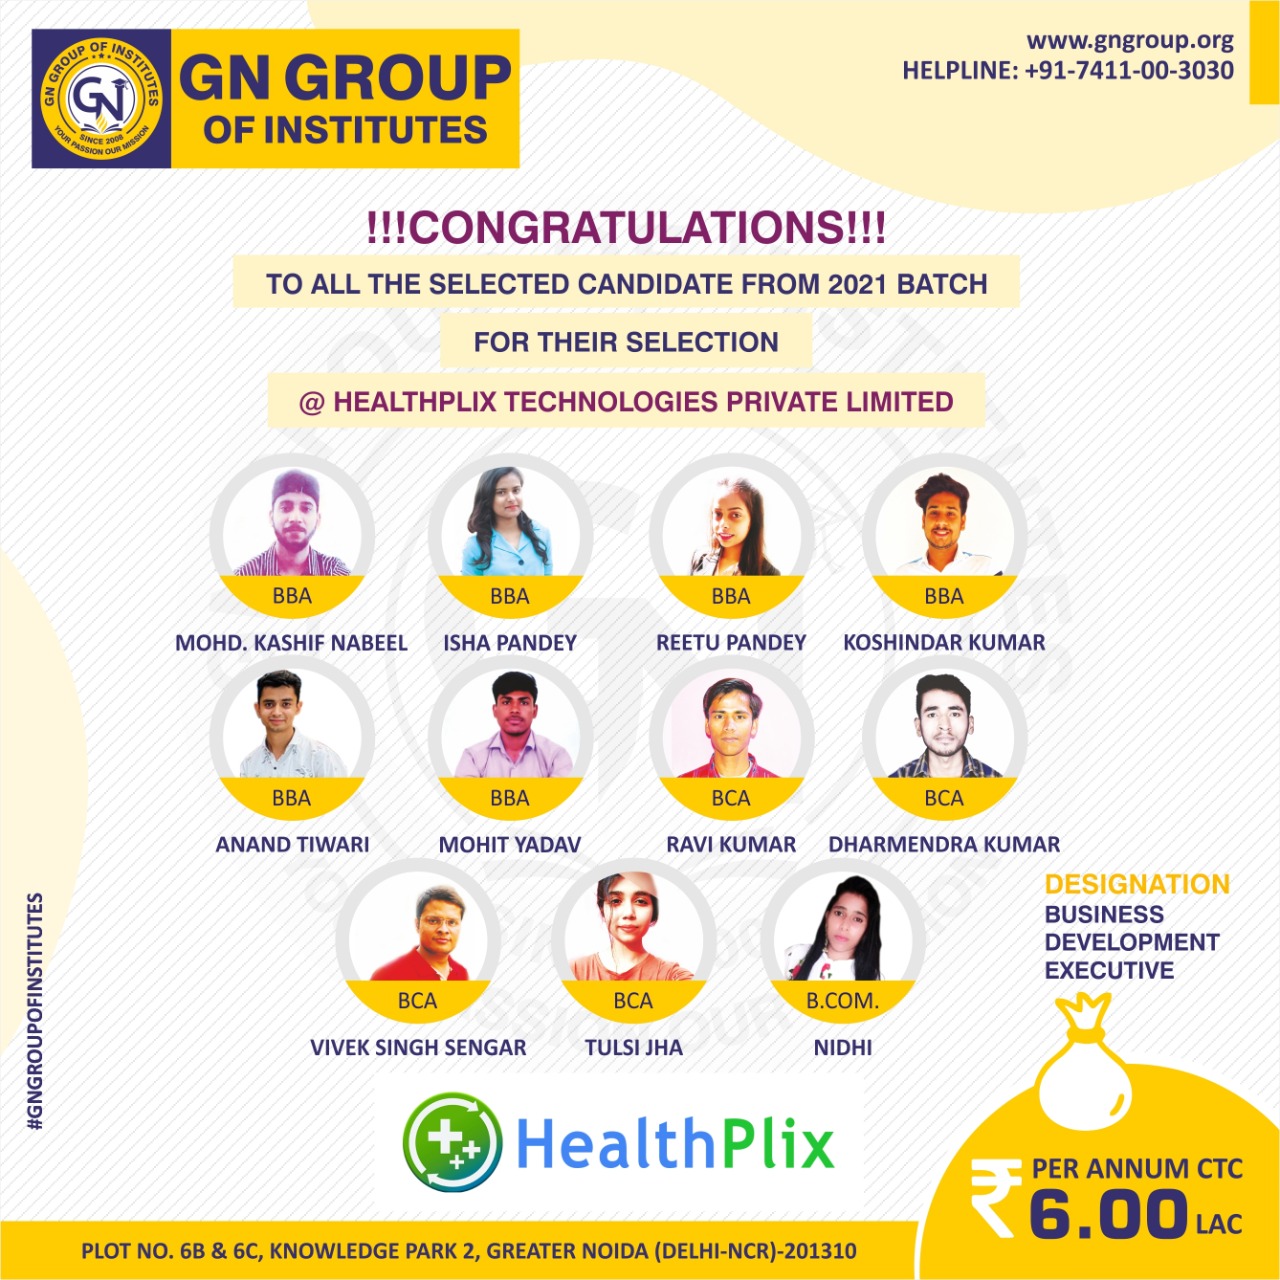 GN GROUP OF INSTITUTES
GN
SINCE 2008
YOUR PASSION OUR MISSION
GN GROUP
OF INSTITUTES
www.gngroup.org
HELPLINE: +91-7411-00-3030
!!!CONGRATULATIONS!!!
TO ALL THE SELECTED CANDIDATE FROM 2021 BATCH
FOR THEIR SELECTION
@ HEALTHPLIX TECHNOLOGIES PRIVATE LIMITED
BBA BBA BBA BBA
MOHD. KASHIF NABEEL ISHA PANDEY REETU PANDEY KOSHINDAR KUMAR
BBA BBA BCA BCA
ANAND TIWARI MOHIT YADAV RAVI KUMAR DHARMENDRA KUMAR
BCA BCA B.COM.
VIVEK SINGH SENGAR TULSI JHA NIDHI
DESIGNATION
BUSINESS
DEVELOPMENT
EXECUTIVE
#GNGROUPOFINSTITUTES
HealthPlix
₹ PER ANNUM CTC
6.00 LAC
PLOT NO. 6B & 6C, KNOWLEDGE PARK 2, GREATER NOIDA (DELHI-NCR)-201310